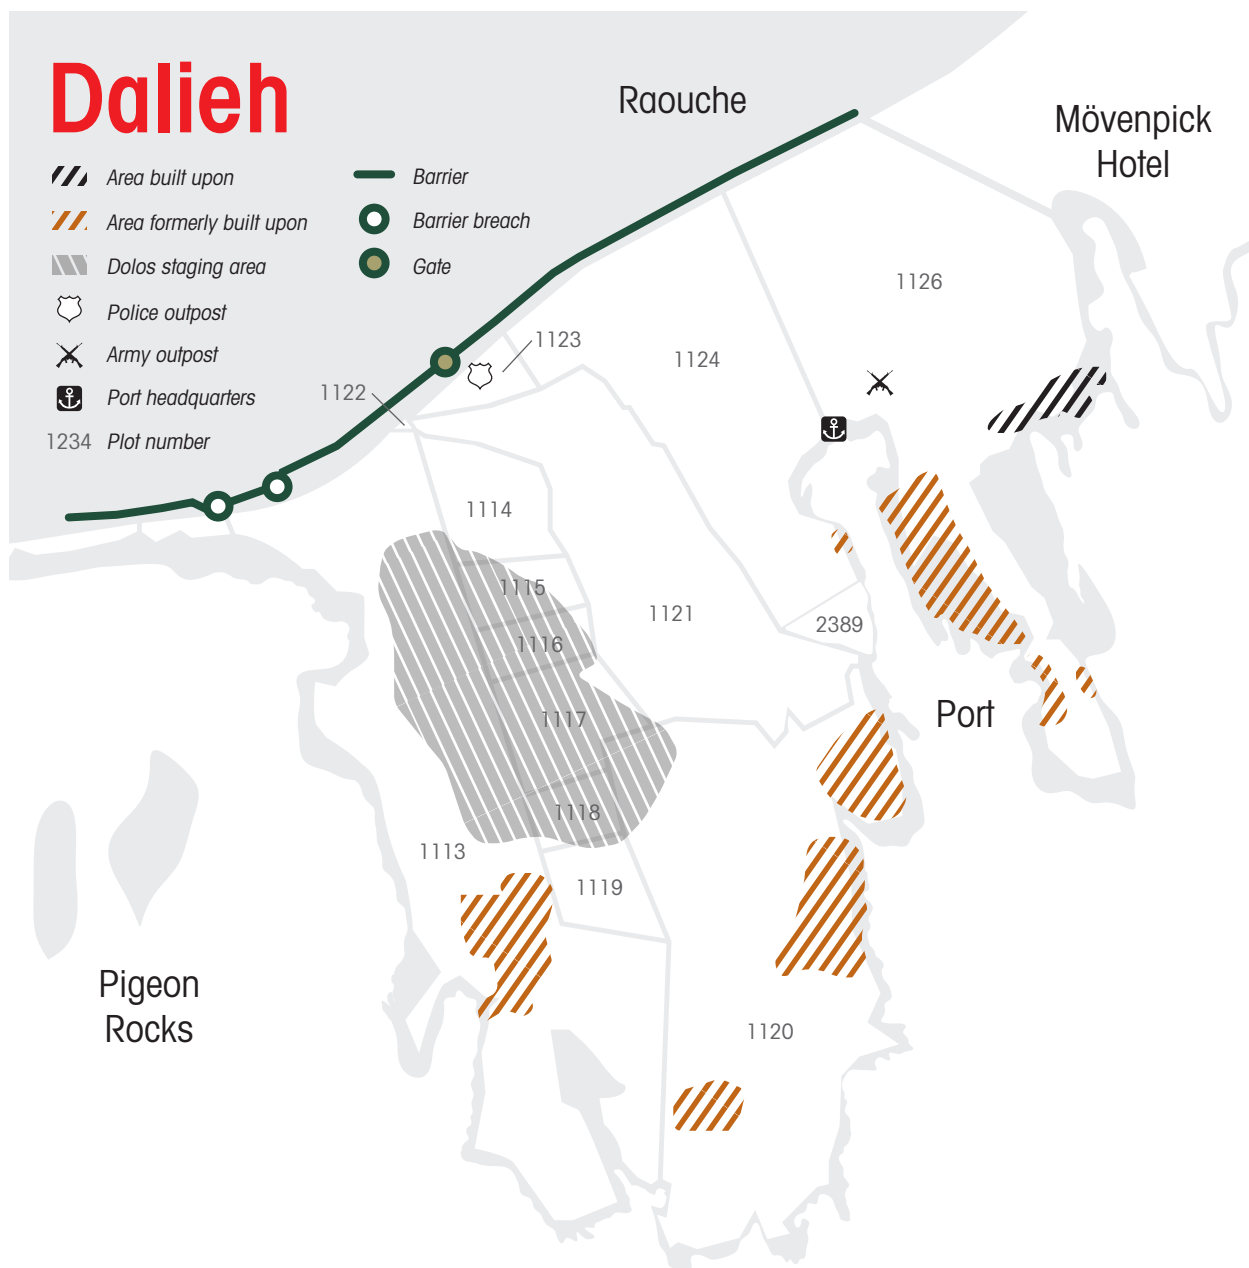 Dalieh
Area built upon
Area formerly built upon
Dolos staging area
Police outpost
Army outpost
Port headquarters
1234 Plot number
Barrier
Barrier breach
Gate
Raouche
Mövenpick
Hotel
1126
1123
1124
1122
1114
1115
1121
2389
1116
Port
1117
1118
1113
1119
Pigeon
Rocks
1120